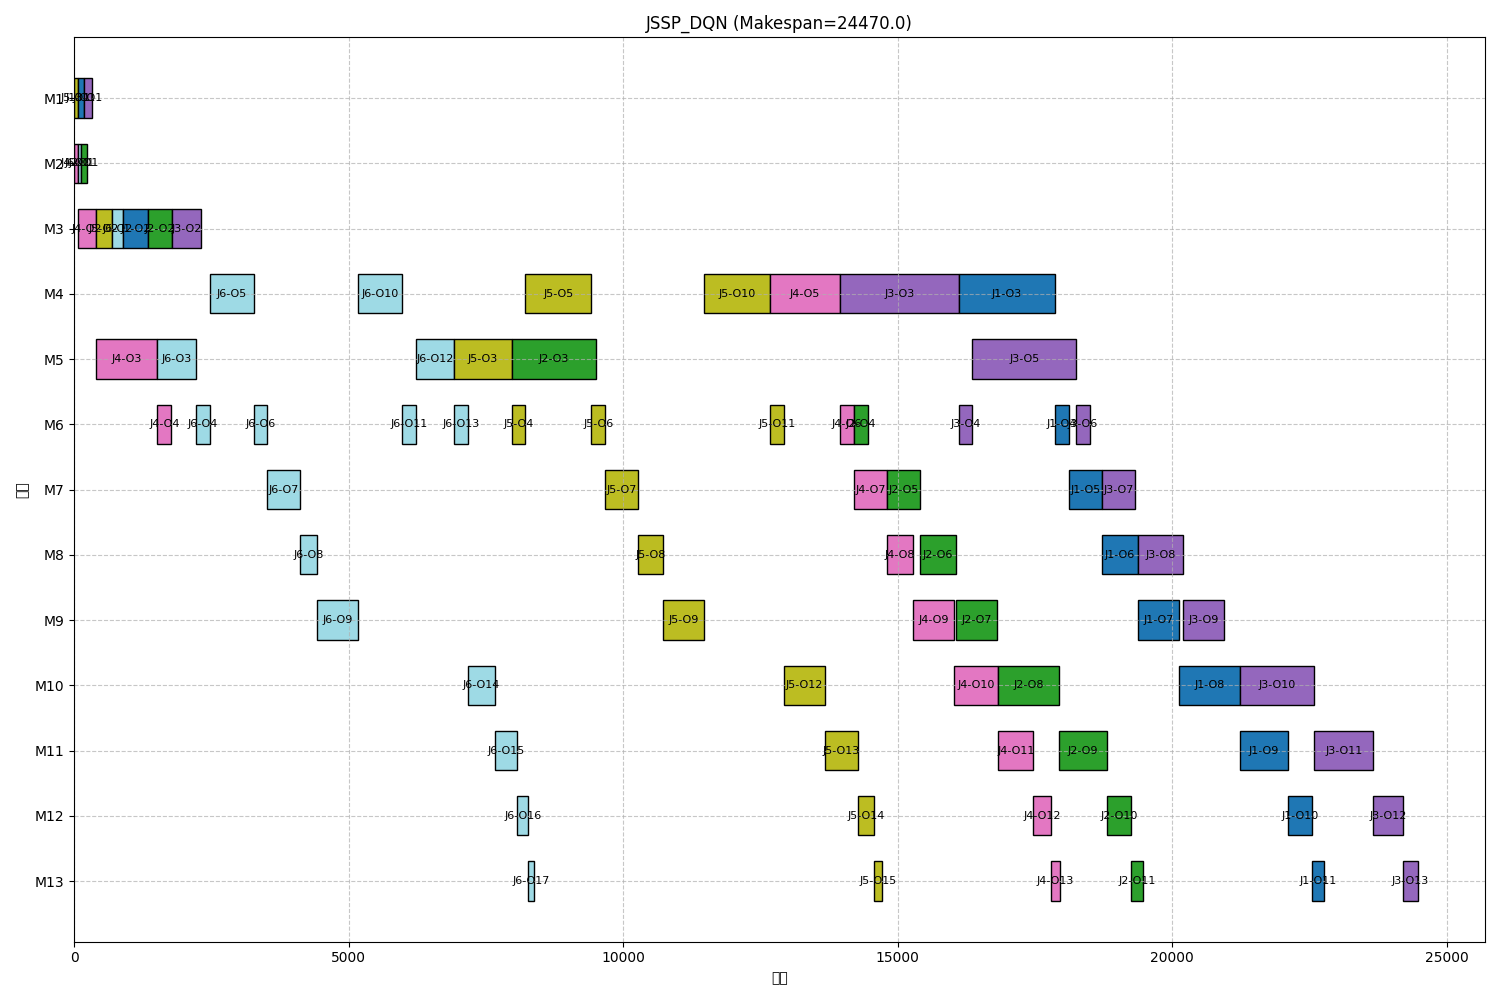 JSSP_DQN (Makespan=24470.0)
M1
M2
M3 J3-O2
M4 J6-O5 J6-O10 J5-O5 J5-O10 J4-O5 J3-O3 J1-O3
M5 J4-O3 J6-O3 J6-O12 J5-O3 J2-O3 J3-O5
M6 J4-O4 J6-O4 J6-O6 J6-O11 J6-O13 J5-O4 J5-O6 J5-O11 J3-O4
M7 J6-O7 J5-O7 J4-O7 J2-O5 J1-O5 J3-O7
M8 J6-O8 J5-O8 J4-O8 J2-O6 J1-O6 J3-O8
M9 J6-O9 J5-O9 J4-O9 J2-O7 J1-O7 J3-O9
M10 J6-O14 J5-O12 J4-O10 J2-O8 J1-O8 J3-O10
M11 J6-O15 J5-O13 J4-O11 J2-O9 J1-O9 J3-O11
M12 J6-O16 J5-O14 J4-O12 J2-O10 J1-O10 J3-O12
M13 J6-O17 J5-O15 J4-O13 J2-O11 J1-O11 J3-O13
0 5000 10000 15000 20000 25000